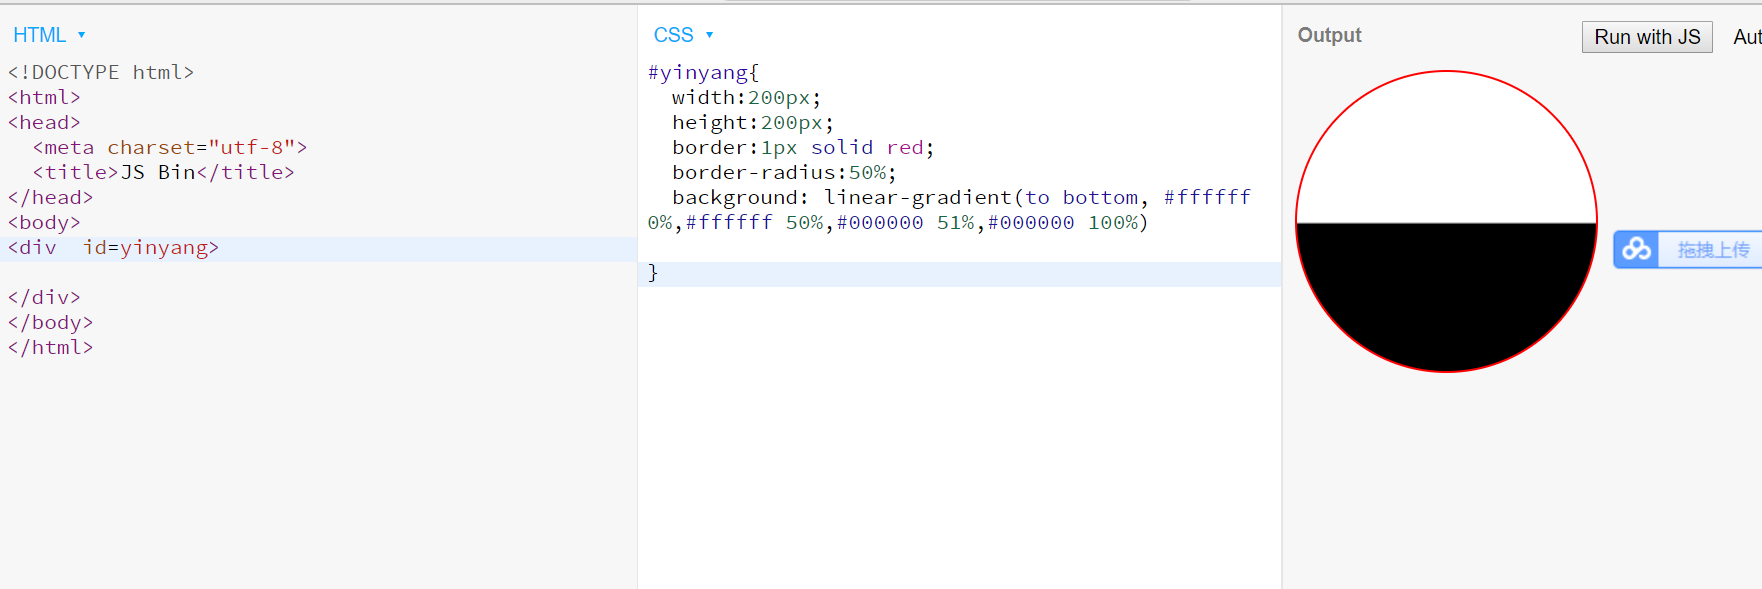 HTML ▾
<!DOCTYPE html>
<html>
<head>
  <meta charset="utf-8">
  <title>JS Bin</title>
</head>
<body>
<div  id=yinyang>
</div>
</body>
</html>
CSS ▾
#yinyang{
  width:200px;
  height:200px;
  border:1px solid red;
  border-radius:50%;
  background: linear-gradient(to bottom, #ffffff
0%,#ffffff 50%,#000000 51%,#000000 100%)
}
Output
Run with JS
Aut
拖拽上传